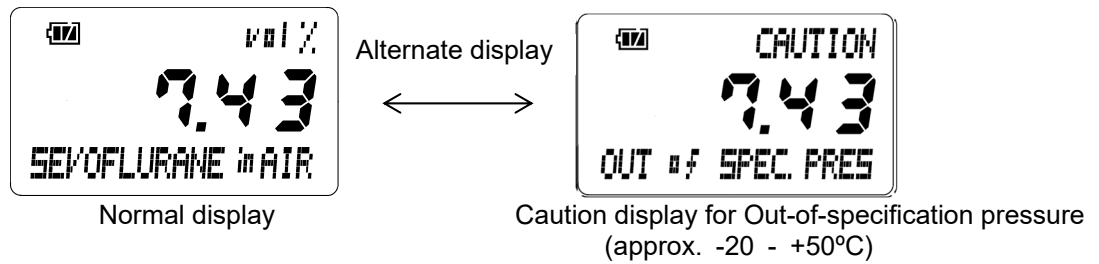 vol%
7.43
SEVOFLURANE in AIR
Normal display
Alternate display
CAUTION
7.43
OUT of SPEC. PRES
Caution display for Out-of-specification pressure
(approx. -20 - +50ºC)